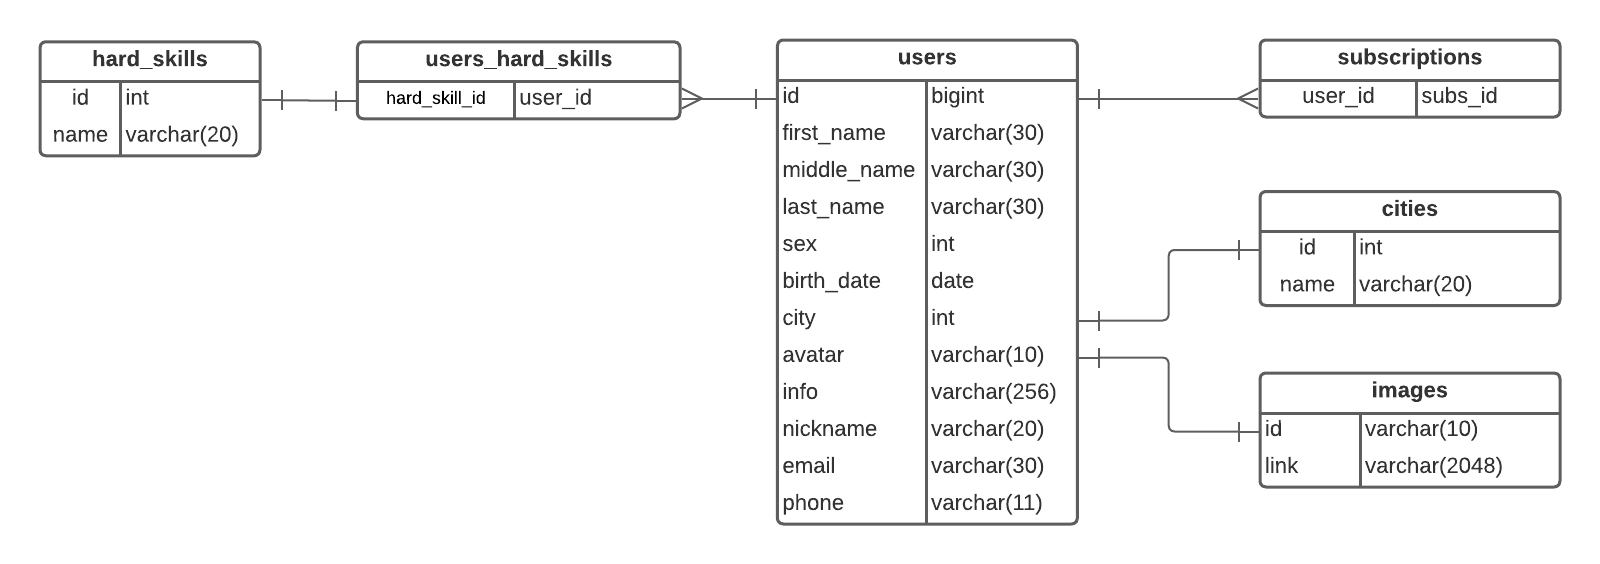 hard_skills
id int
name varchar(20)
users_hard_skills
hard_skill_id user_id
users
id bigint
first_name varchar(30)
middle_name varchar(30)
last_name varchar(30)
sex int
birth_date date
city int
avatar varchar(10)
info varchar(256)
nickname varchar(20)
email varchar(30)
phone varchar(11)
subscriptions
user_id subs_id
cities
id int
name varchar(20)
images
id varchar(10)
link varchar(2048)